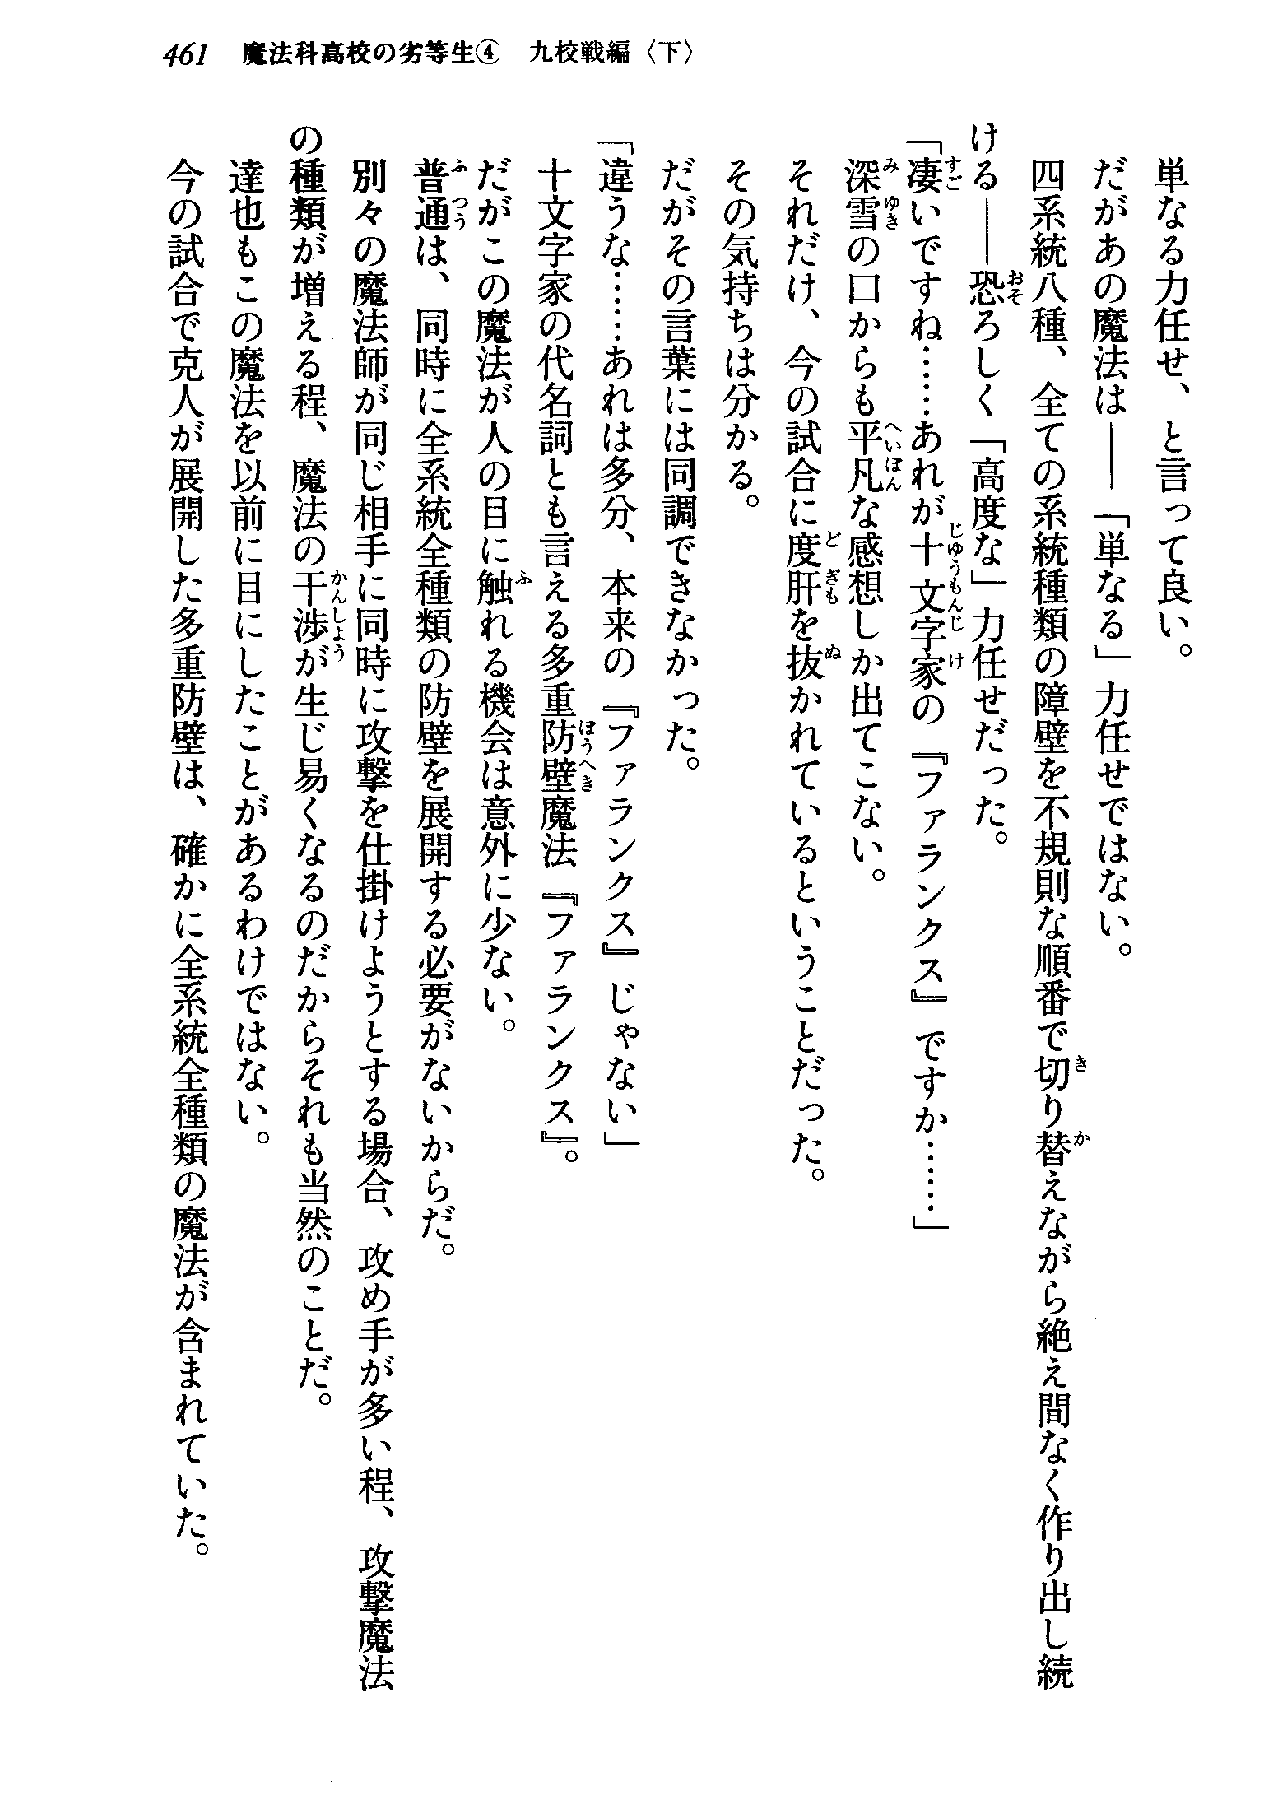 461　魔法科高校の劣等生④　九校戦編〈下〉
単なる力任せ、と言って良い。
だがあの魔法は――「単なる」力任せではない。
四系統八種、全ての系統種類の障壁を不規則な順番で切り替えながら絶え間なく作り出し続
ける――恐ろしく「高度な」力任せだった。
「凄いですね……あれが十文字家の『ファランクス』ですか……」
深雪の口からも平凡な感想しか出てこない。
それだけ、今の試合に度肝を抜かれているということだった。
その気持ちは分かる。
だがその言葉には同調できなかった。
「違うな……あれは多分、本来の『ファランクス』じゃない」
十文字家の代名詞とも言える多重防壁魔法『ファランクス』。
だがこの魔法が人の目に触れる機会は意外に少ない。
普通は、同時に全系統全種類の防壁を展開する必要がないからだ。
別々の魔法師が同じ相手に同時に攻撃を仕掛けようとする場合、攻め手が多い程、攻撃魔法
の種類が増える程、魔法の干渉が生じ易くなるのだからそれも当然のことだ。
達也もこの魔法を以前に目にしたことがあるわけではない。
今の試合で克人が展開した多重防壁は、確かに全系統全種類の魔法が含まれていた。